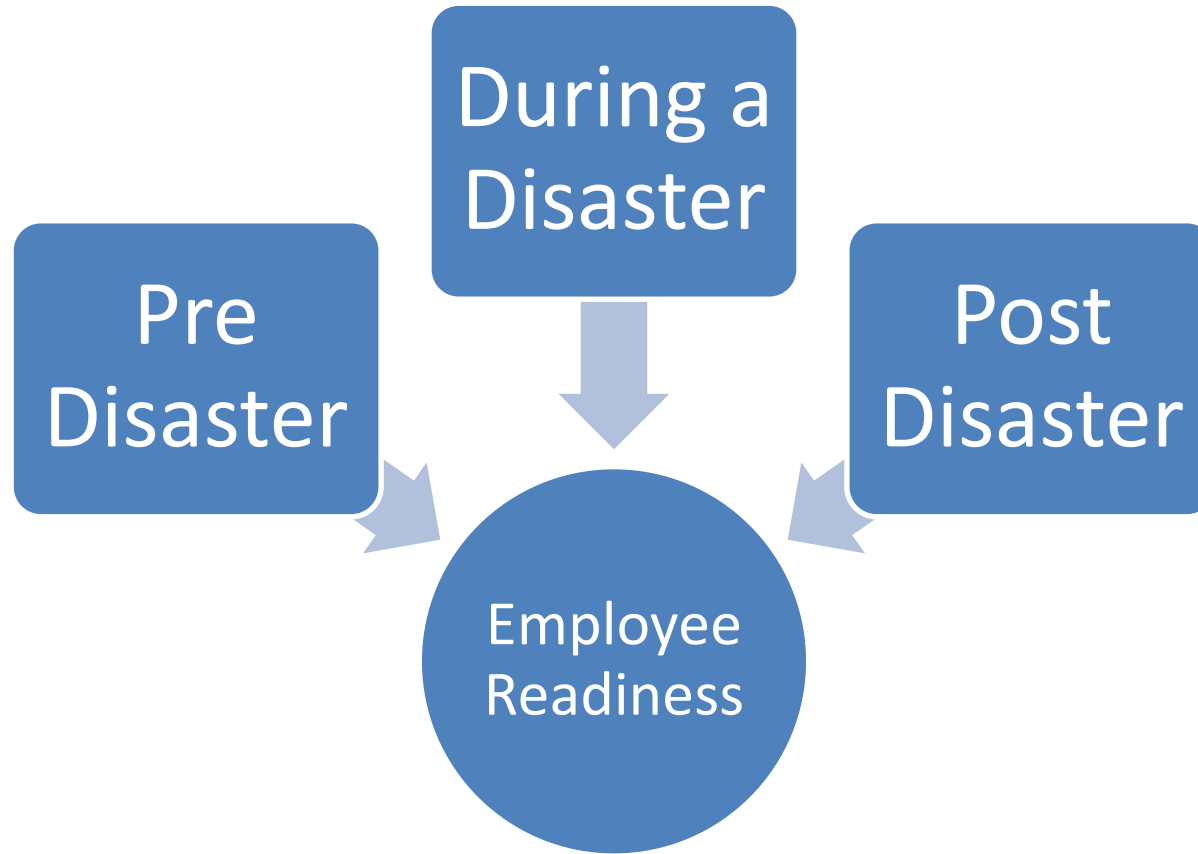 Pre
Disaster
During a
Disaster
Post
Disaster
Employee
Readiness